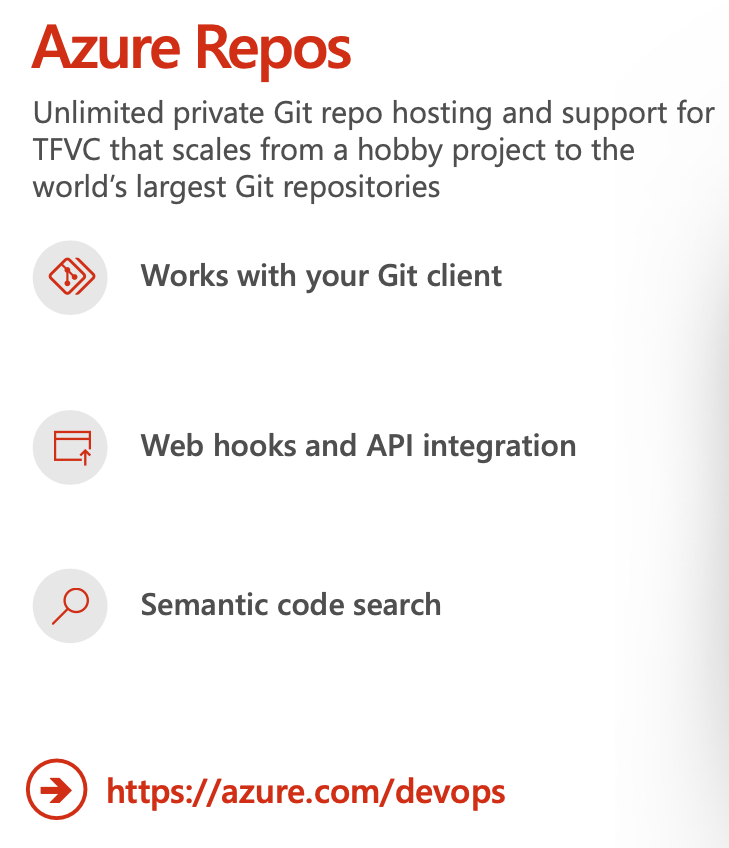 Azure Repos
Unlimited private Git repo hosting and support for
TFVC that scales from a hobby project to the
world’s largest Git repositories
Works with your Git client
Web hooks and API integration
Semantic code search
https://azure.com/devops